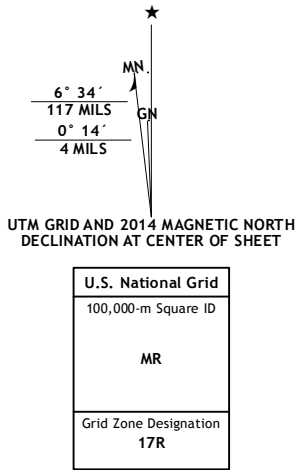 MN
6° 34´
117 MILS
GN
0° 14´
4 MILS
UTM GRID AND 2014 MAGNETIC NORTH
DECLINATION AT CENTER OF SHEET
U.S. National Grid
100,000-m Square ID
MR
Grid Zone Designation
17R